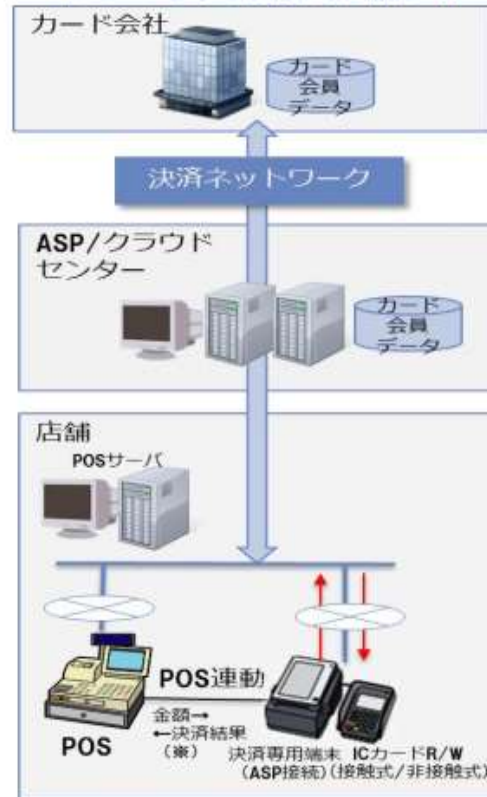 カード会社
カード
会員
データ
決済ネットワーク
ASP/クラウド
センター
カード
会員
データ
店舗
POSサーバ
POS連動
金額→
←決済結果
(※)
POS
決済専用端末 ICカードR/W
(ASP接続)(接触式/非接触式)